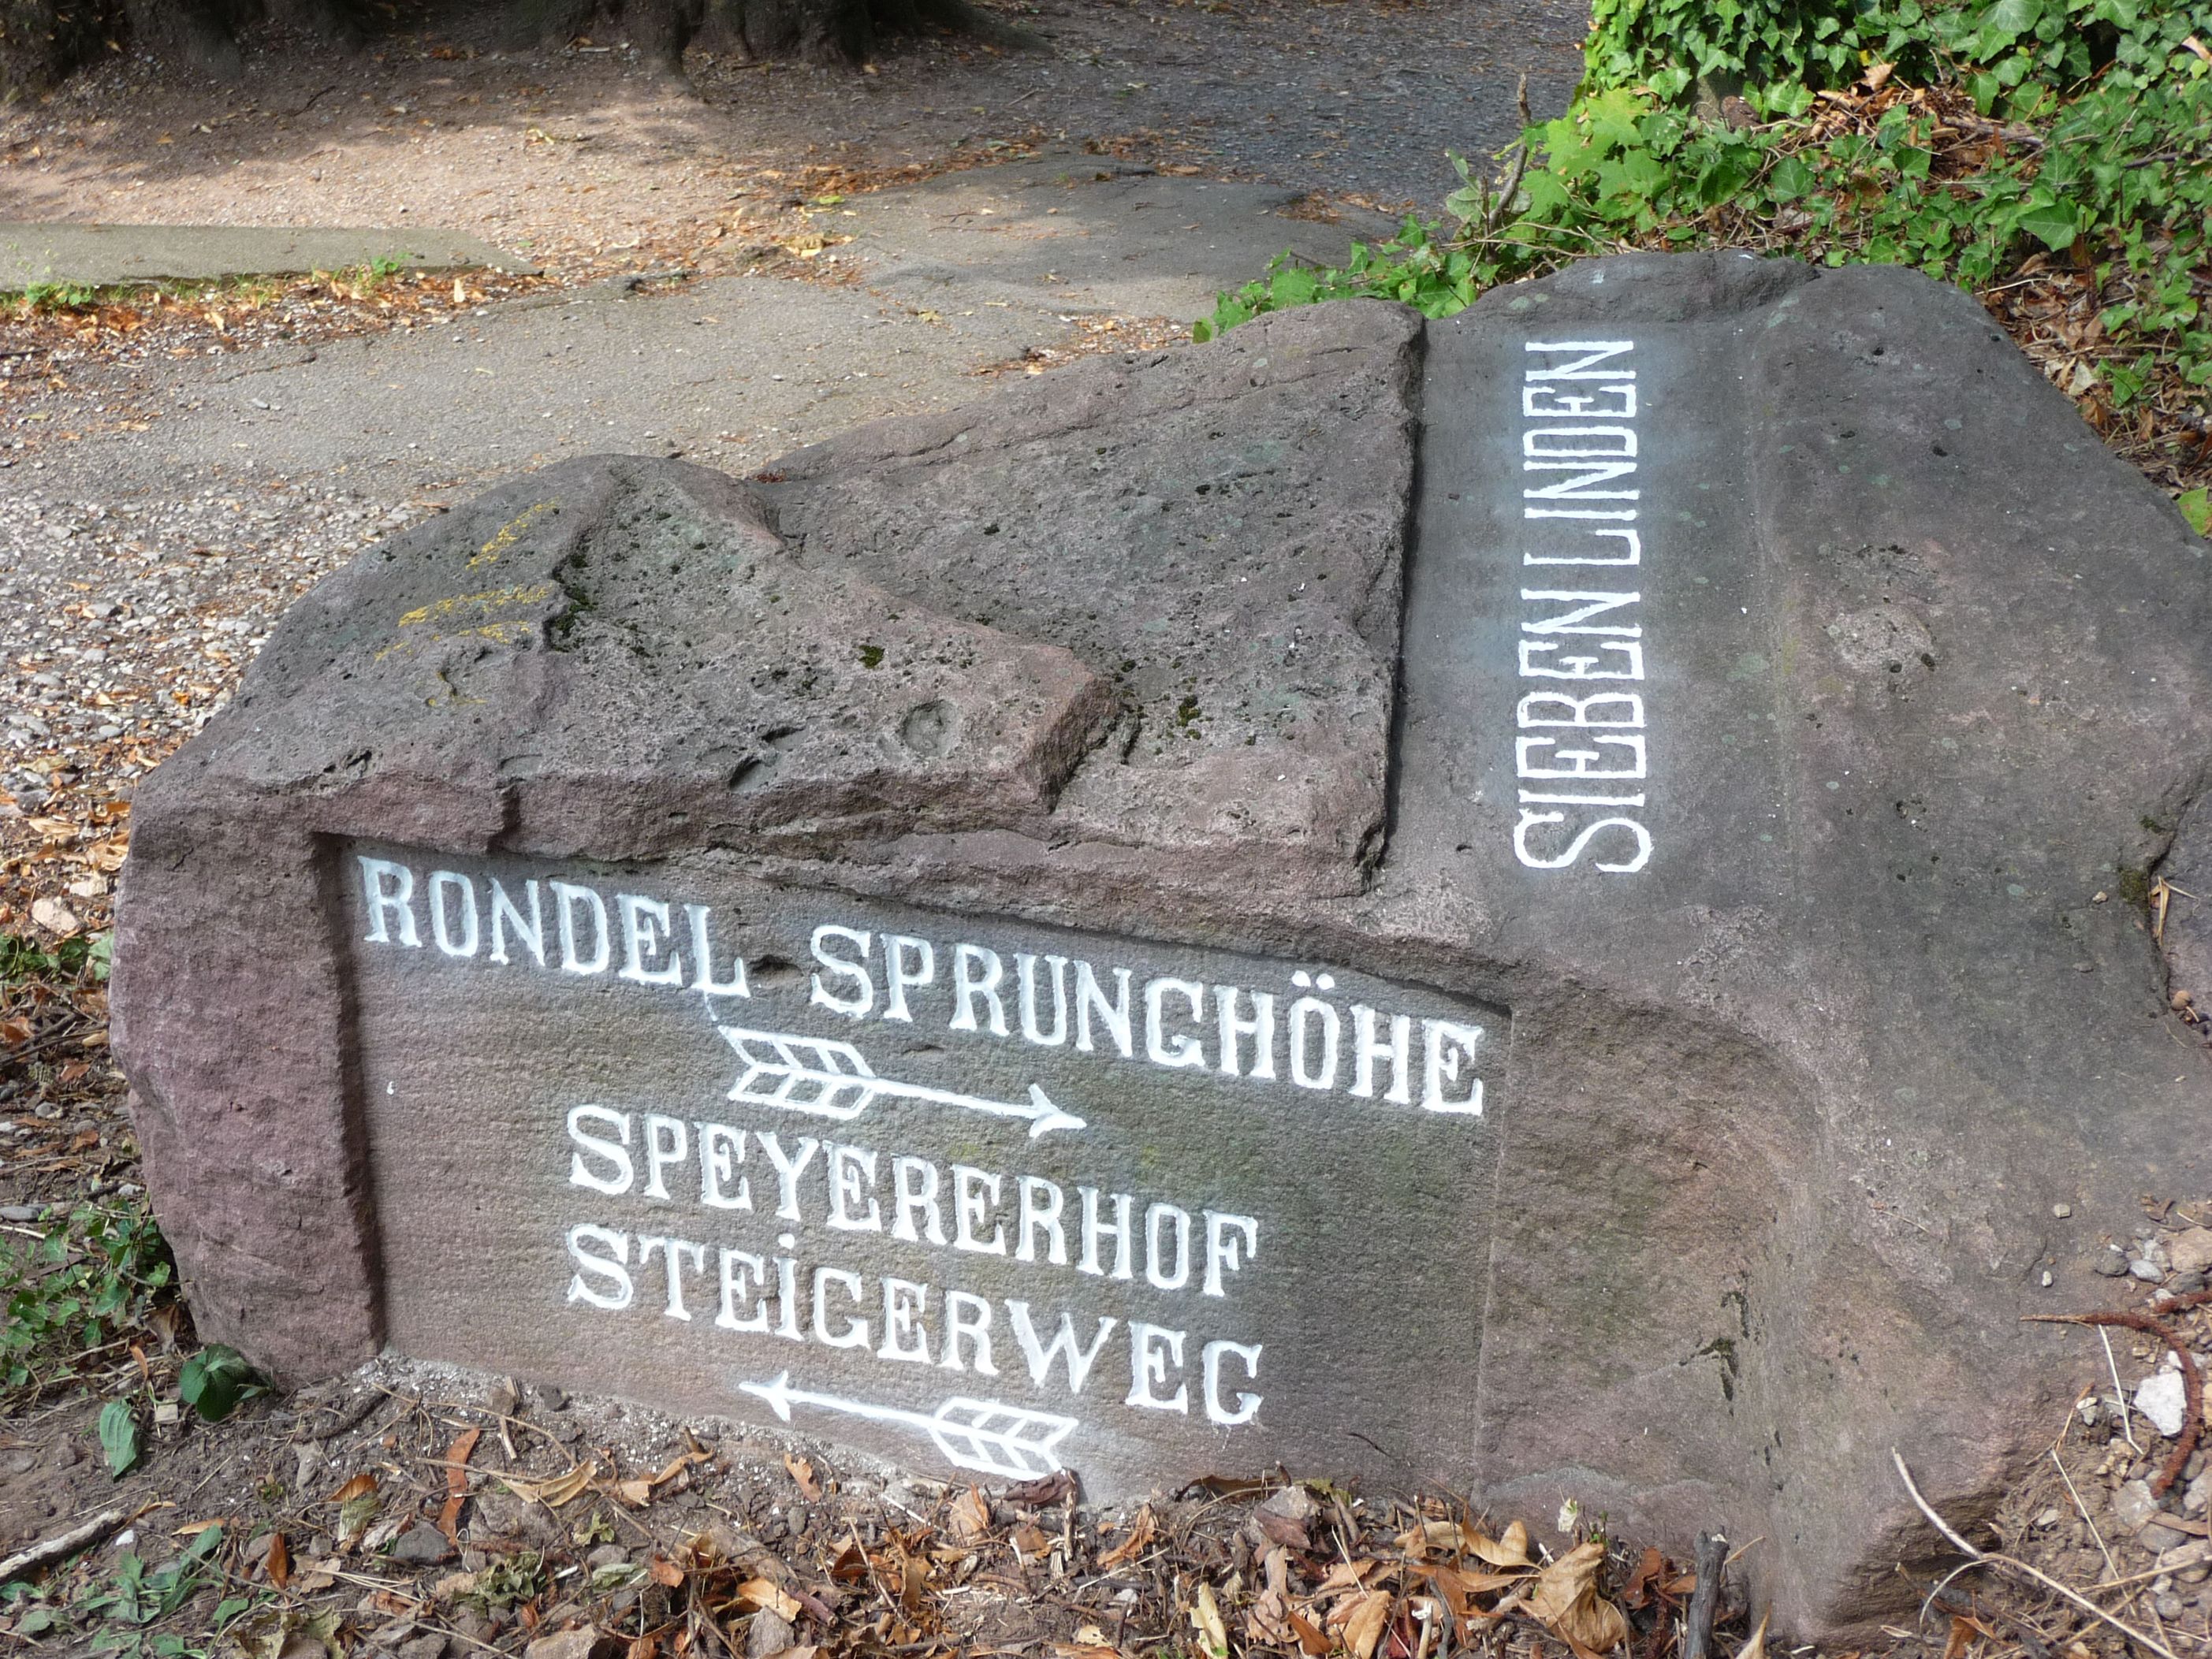 SIEBEN LINDEN
RONDEL SPRUNGHÖHE
SPEYERERHOF
STEiGERWEG